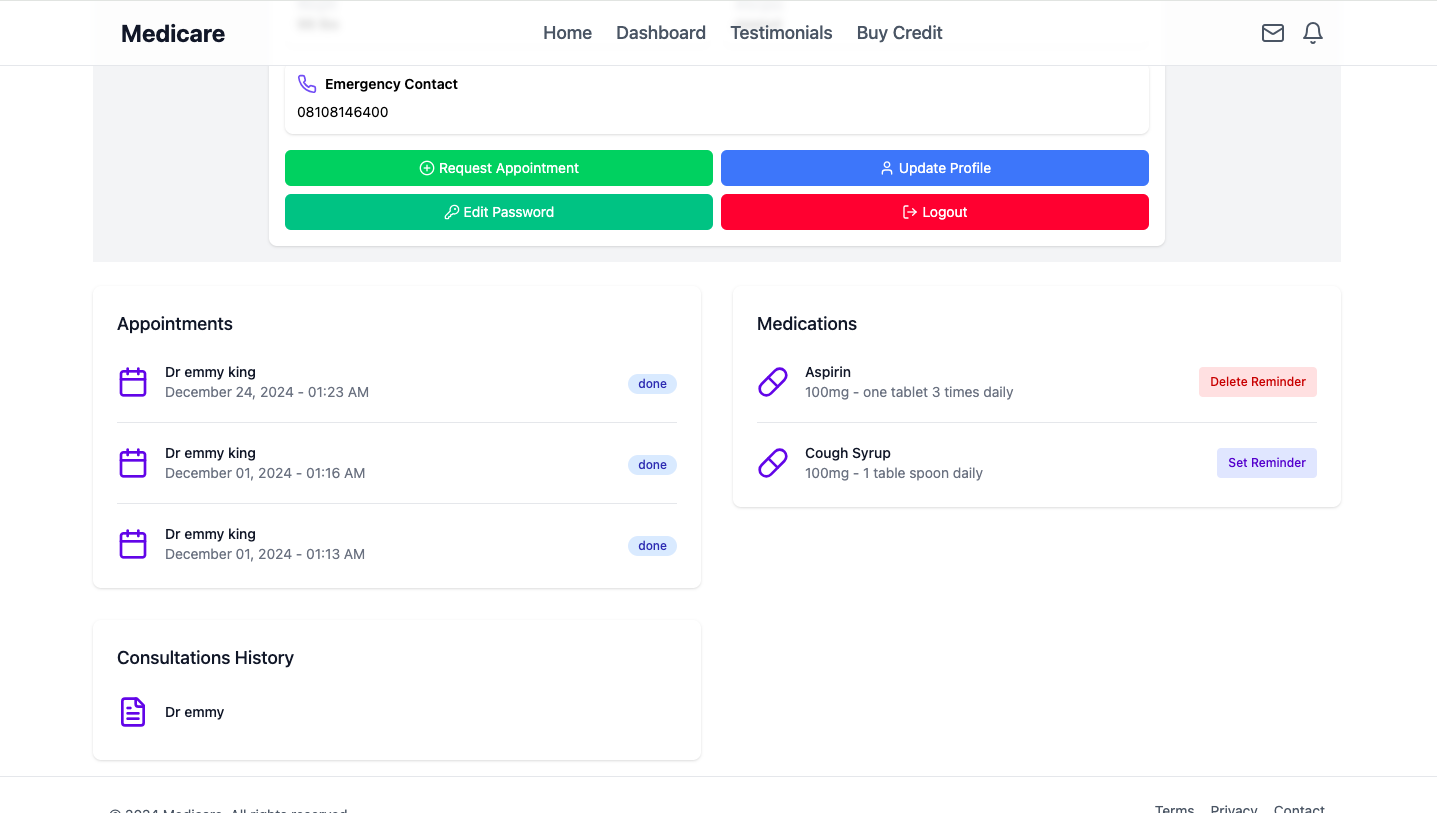 Medicare
Home Dashboard Testimonials Buy Credit
Emergency Contact
08108146400
Request Appointment
Update Profile
Edit Password
Logout
Appointments
Dr emmy king
December 24, 2024 - 01:23 AM
done
Dr emmy king
December 01, 2024 - 01:16 AM
done
Dr emmy king
December 01, 2024 - 01:13 AM
done
Medications
Aspirin
100mg - one tablet 3 times daily
Delete Reminder
Cough Syrup
100mg - 1 table spoon daily
Set Reminder
Consultations History
Dr emmy
© 2024 Medicare. All rights reserved.
Terms Privacy Contact